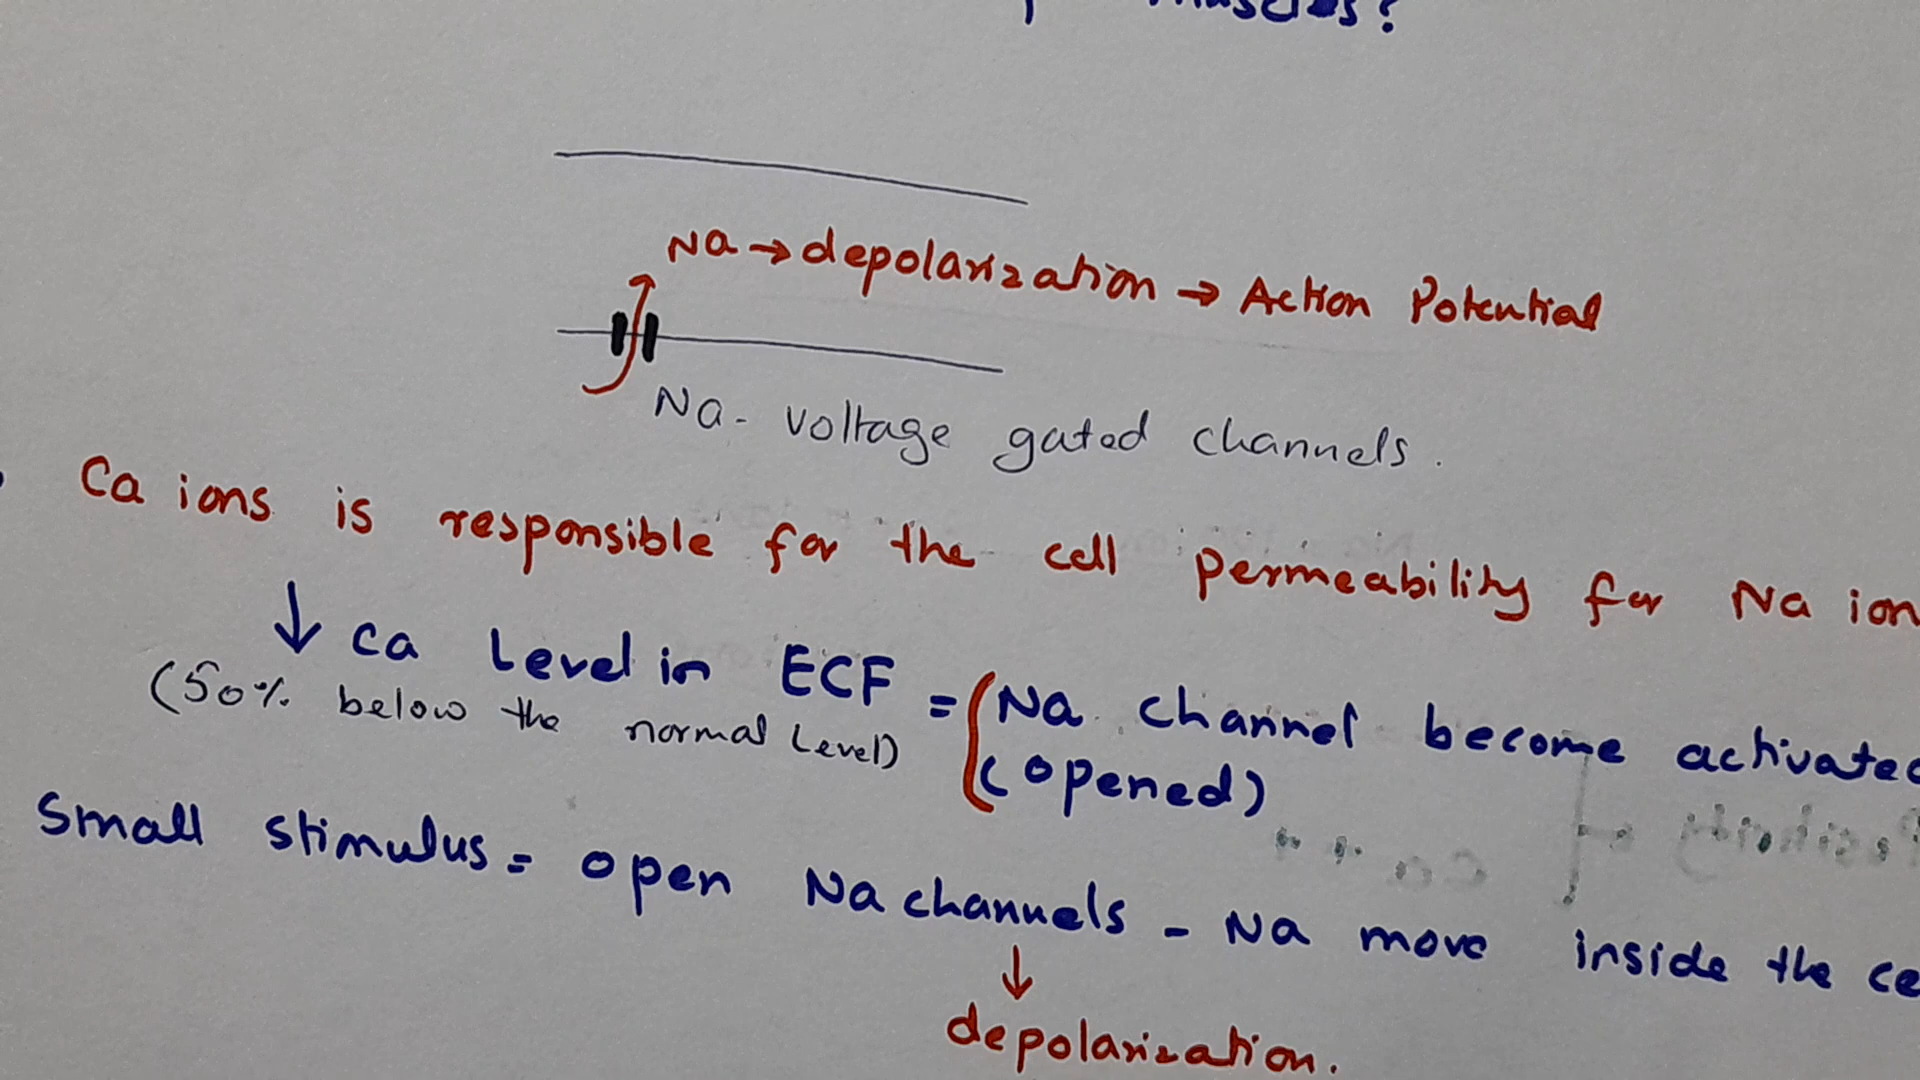 muscles?
Na → depolarization → Action Potential
Na- voltage gated channels.
Ca ions is responsible for the cell permeability for Na ion
↓ Ca Level in ECF = (Na channel become activated
(50% below the normal Level) (opened)
Small stimulus = open Na channels - Na move inside the ce
↓
depolarization.